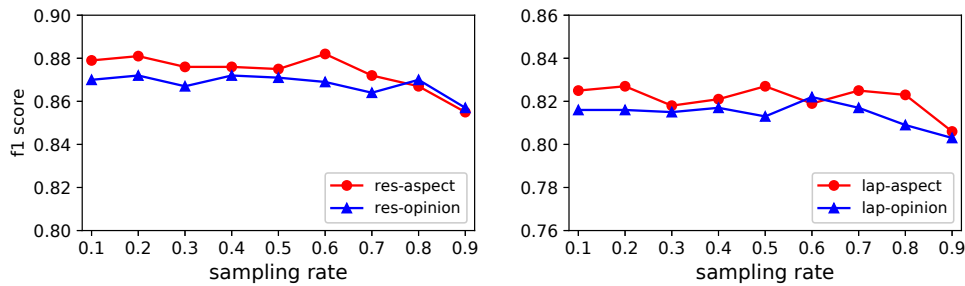 0.90
0.88
0.86
0.84
0.82
0.80
f1 score
0.1 0.2 0.3 0.4 0.5 0.6 0.7 0.8 0.9
sampling rate
res-aspect
res-opinion
0.86
0.84
0.82
0.80
0.78
0.76
0.1 0.2 0.3 0.4 0.5 0.6 0.7 0.8 0.9
sampling rate
lap-aspect
lap-opinion